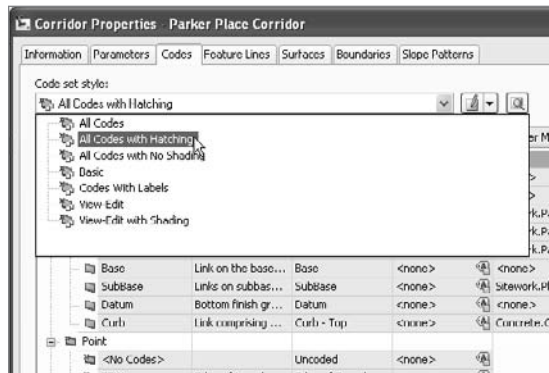 Corridor Properties - Parker Place Corridor
Information Parameters Codes Feature Lines Surfaces Boundaries Slope Patterns
Code set style:
All Codes with Hatching
All Codes
All Codes with Hatching
All Codes with No Shading
Basic
Codes With Labels
View-Edit
View-Edit with Shading
Base Link on the base... Base <none> <none>
SubBase Links on subbas... SubBase <none>
Datum Bottom finish gr... Datum <none> <none>
Curb Link comprising ... Curb - Top <none>
Point
<No Codes> Uncoded <none>